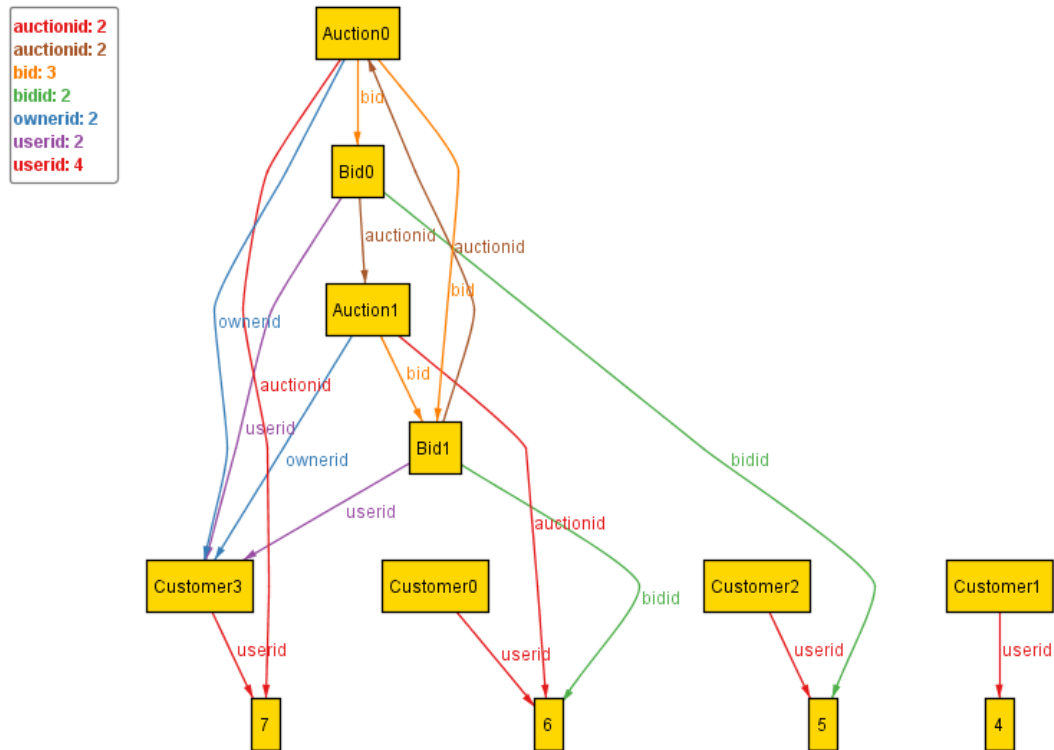 auctionid: 2
auctionid: 2
bid: 3
bidid: 2
ownerid: 2
userid: 2
userid: 4
Auction0
bid
Bid0
auctionid
auctionid
bid
Auction1
ownerid
bid
auctionid
userid
Bid1
ownerid
bidid
userid
auctionid
Customer3
Customer0
Customer2
Customer1
bidid
userid
userid
userid
userid
7
6
5
4